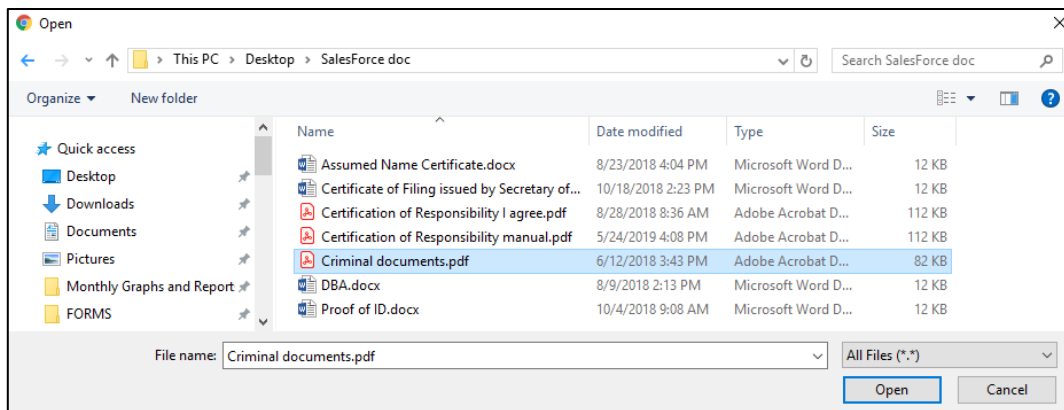 Open
This PC > Desktop > SalesForce doc
Search SalesForce doc
Organize
New folder
Name Date modified Type Size
Quick access
Desktop
Downloads
Documents
Pictures
Monthly Graphs and Report
FORMS
Assumed Name Certificate.docx 8/23/2018 4:04 PM Microsoft Word D... 12 KB
Certificate of Filing issued by Secretary of... 10/18/2018 2:23 PM Microsoft Word D... 12 KB
Certification of Responsibility I agree.pdf 8/28/2018 8:36 AM Adobe Acrobat D... 112 KB
Certification of Responsibility manual.pdf 5/24/2019 4:08 PM Adobe Acrobat D... 112 KB
Criminal documents.pdf 6/12/2018 3:43 PM Adobe Acrobat D... 82 KB
DBA.docx 8/9/2018 2:13 PM Microsoft Word D... 12 KB
Proof of ID.docx 10/4/2018 9:08 AM Microsoft Word D... 12 KB
File name: Criminal documents.pdf
All Files (*.*)
Open
Cancel